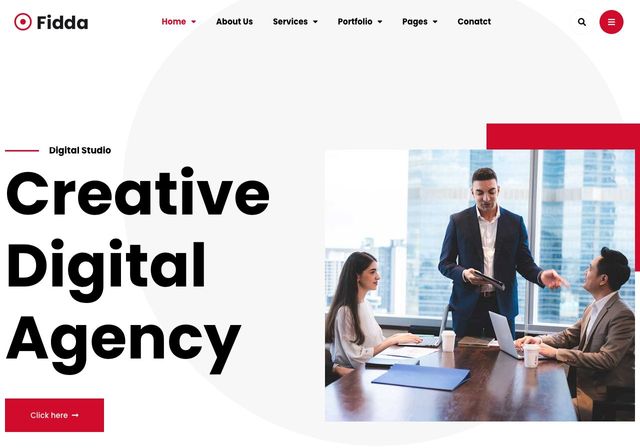 Fidda
Home About Us Services Portfolio Pages Conatct
Digital Studio
Creative
Digital
Agency
Click here →